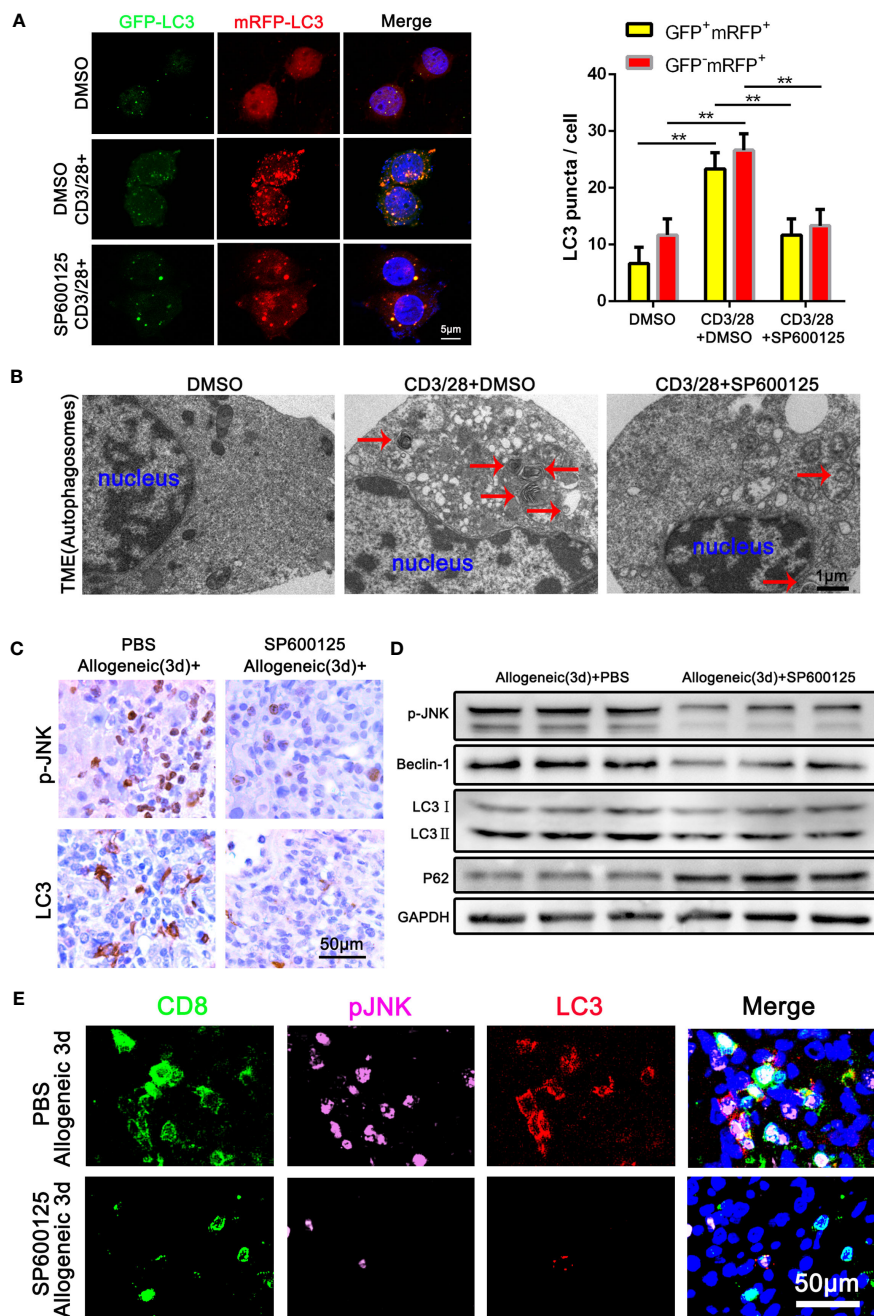 A
GFP-LC3
mRFP-LC3
Merge
DMSO
DMSO
CD3/28+
SP600125
CD3/28+
5μm
GFP+mRFP+
GFP-mRFP+
LC3 puncta / cell
40
30
20
10
0
**
**
**
**
DMSO
CD3/28
+DMSO
CD3/28
+SP600125
B
DMSO
CD3/28+DMSO
CD3/28+SP600125
TME(Autophagosomes)
nucleus
nucleus
nucleus
1μm
C
PBS
Allogeneic(3d)+
SP600125
Allogeneic(3d)+
p-JNK
LC3
50μm
D
Allogeneic(3d)+PBS
Allogeneic(3d)+SP600125
p-JNK
Beclin-1
LC3 Ⅰ
LC3 Ⅱ
P62
GAPDH
E
CD8
pJNK
LC3
Merge
PBS
Allogeneic 3d
SP600125
Allogeneic 3d
50μm